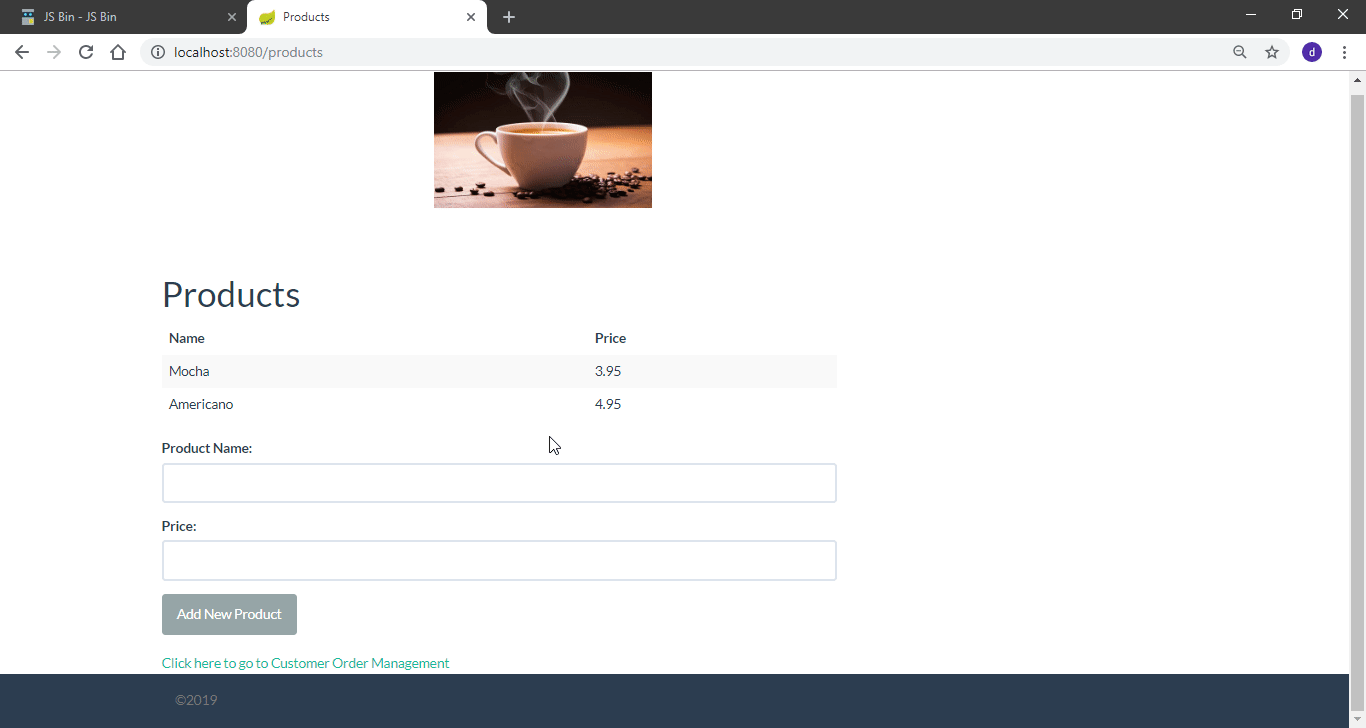 JS Bin - JS Bin
Products
localhost:8080/products
d
Products
Name Price
Mocha 3.95
Americano 4.95
Product Name:
Price:
Add New Product
Click here to go to Customer Order Management
©2019